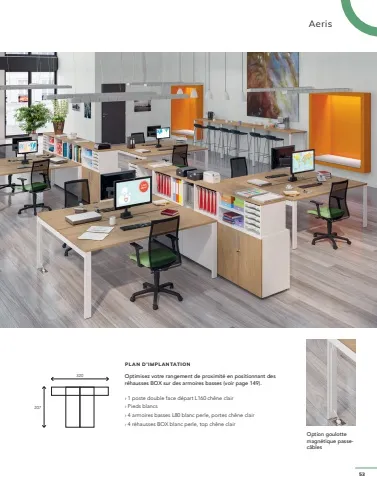 Aeris
PLAN D'IMPLANTATION
Optimisez votre rangement de proximité en positionnant des
réhausses BOX sur des armoires basses (voir page 149).
› 1 poste double face départ L160 chêne clair
› Pieds blancs
› 4 armoires basses L80 blanc perle, portes chêne clair
› 4 réhausses BOX blanc perle, top chêne clair
320
207
Option goulotte
magnétique passe-
câbles
53